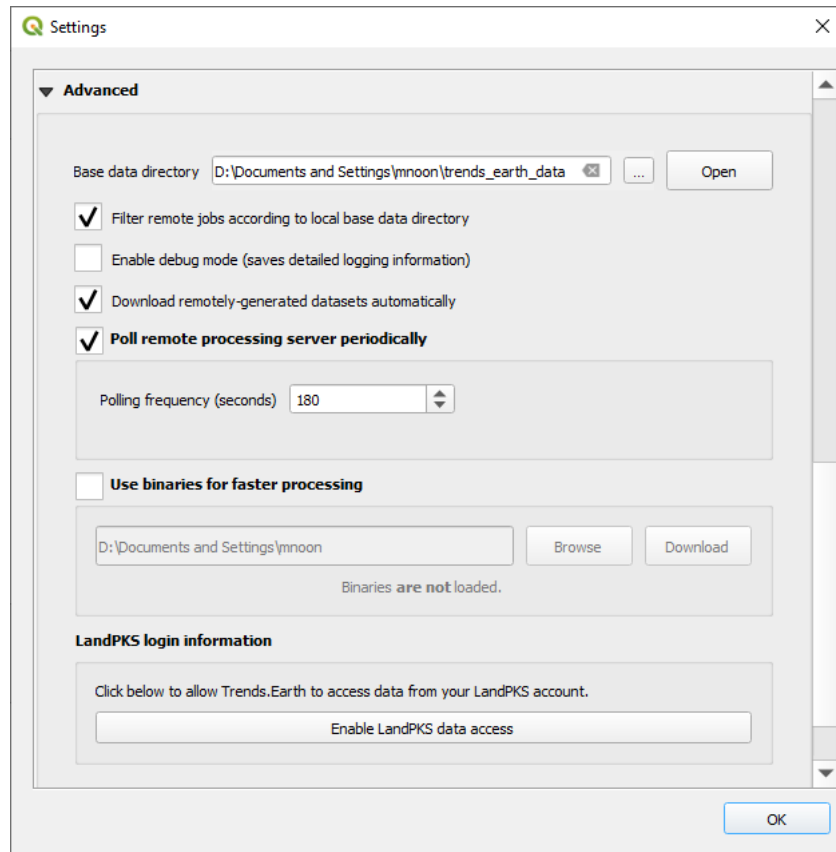 Settings
Advanced
Base data directory D:\Documents and Settings\mnoon\trends_earth_data ... Open
Filter remote jobs according to local base data directory
Enable debug mode (saves detailed logging information)
Download remotely-generated datasets automatically
Poll remote processing server periodically
Polling frequency (seconds) 180
Use binaries for faster processing
D:\Documents and Settings\mnoon Browse Download
Binaries are not loaded.
LandPKS login information
Click below to allow Trends.Earth to access data from your LandPKS account.
Enable LandPKS data access
OK